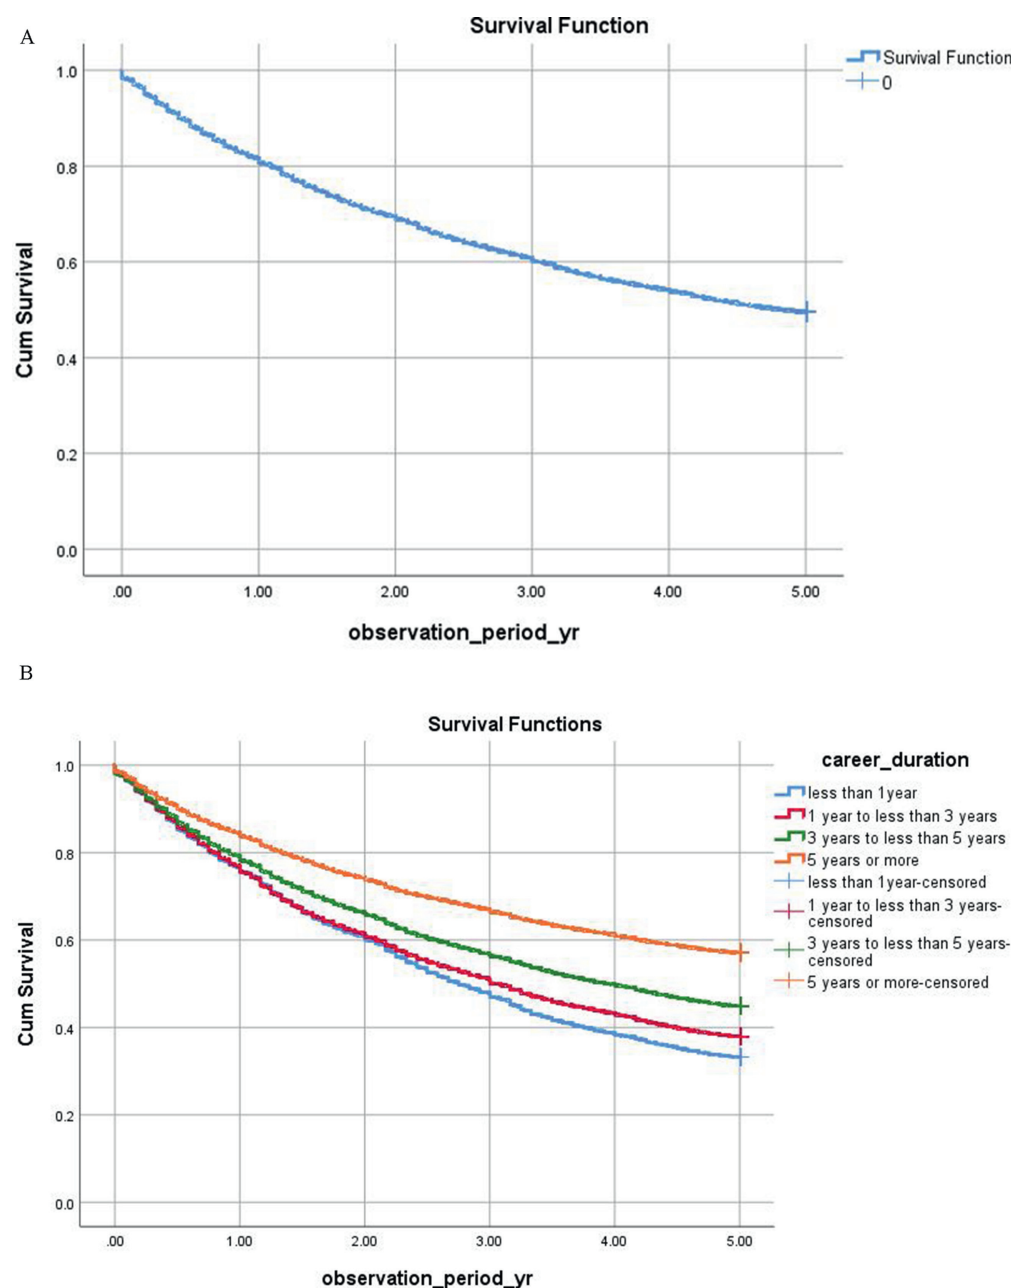 A
Survival Function
Survival Function
0
1.0
0.8
0.6
0.4
0.2
0.0
Cum Survival
.00 1.00 2.00 3.00 4.00 5.00
observation_period_yr
B
Survival Functions
career_duration
less than 1year
1 year to less than 3 years
3 years to less than 5 years
5 years or more
less than 1year-censored
1 year to less than 3 years-
censored
3 years to less than 5 years-
censored
5 years or more-censored
1.0
0.8
0.6
0.4
0.2
0.0
Cum Survival
.00 1.00 2.00 3.00 4.00 5.00
observation_period_yr